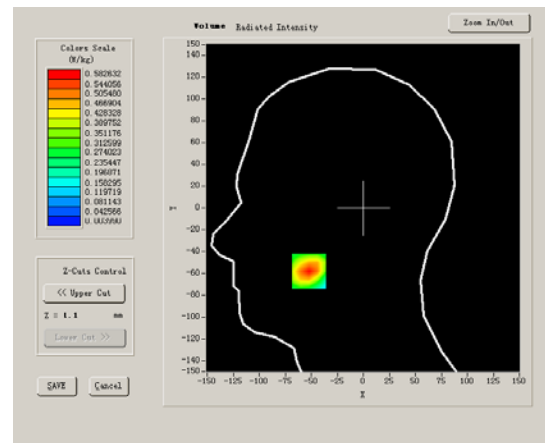 Volume Radiated Intensity
Zoom In/Out
Colors Scale
(W/kg)
0.582632
0.544056
0.505480
0.466904
0.428328
0.389752
0.351176
0.312599
0.274023
0.235447
0.196871
0.158295
0.119719
0.081143
0.042566
0.003990
150
140
120
100
80
60
40
20
Y
0
-20
-40
-60
-80
-100
-120
-140
-150
-150 -125 -100 -75 -50 -25 0 25 50 75 100 125 150
X
Z-Cuts Control
<< Upper Cut
Z = 1.1 mm
Lower Cut >>
SAVE Cancel